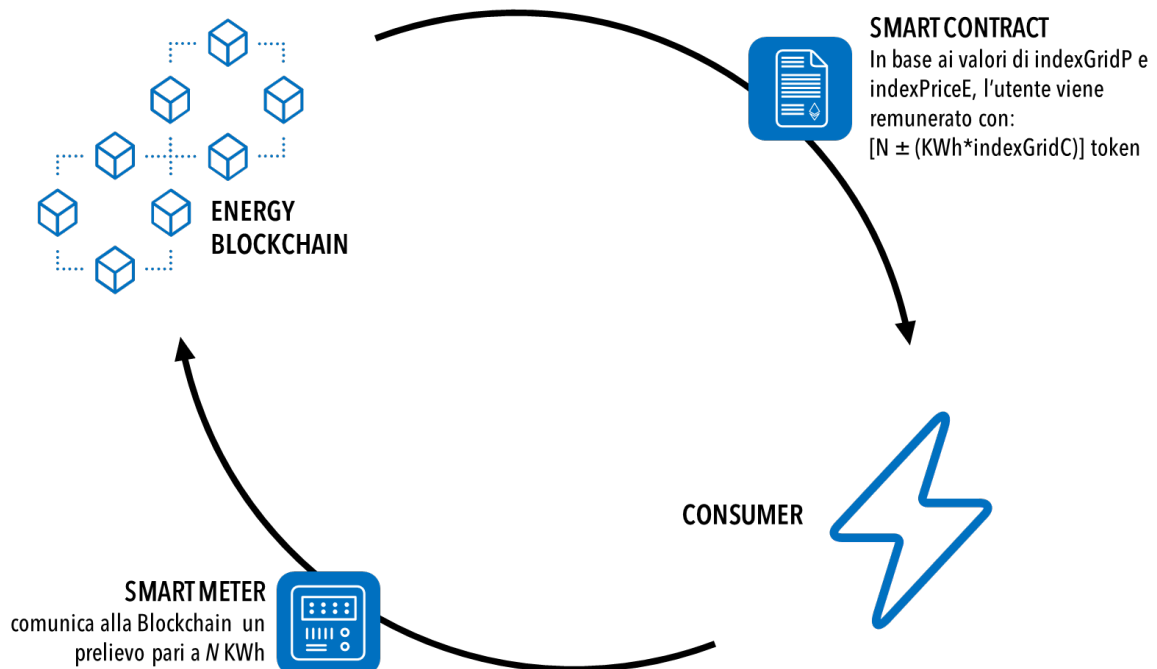 SMART CONTRACT
In base ai valori di indexGridP e
indexPriceE, l'utente viene
remunerato con:
[N ± (KWh*indexGridC)] token
ENERGY
BLOCKCHAIN
CONSUMER
SMART METER
comunica alla Blockchain un
prelievo pari a N KWh